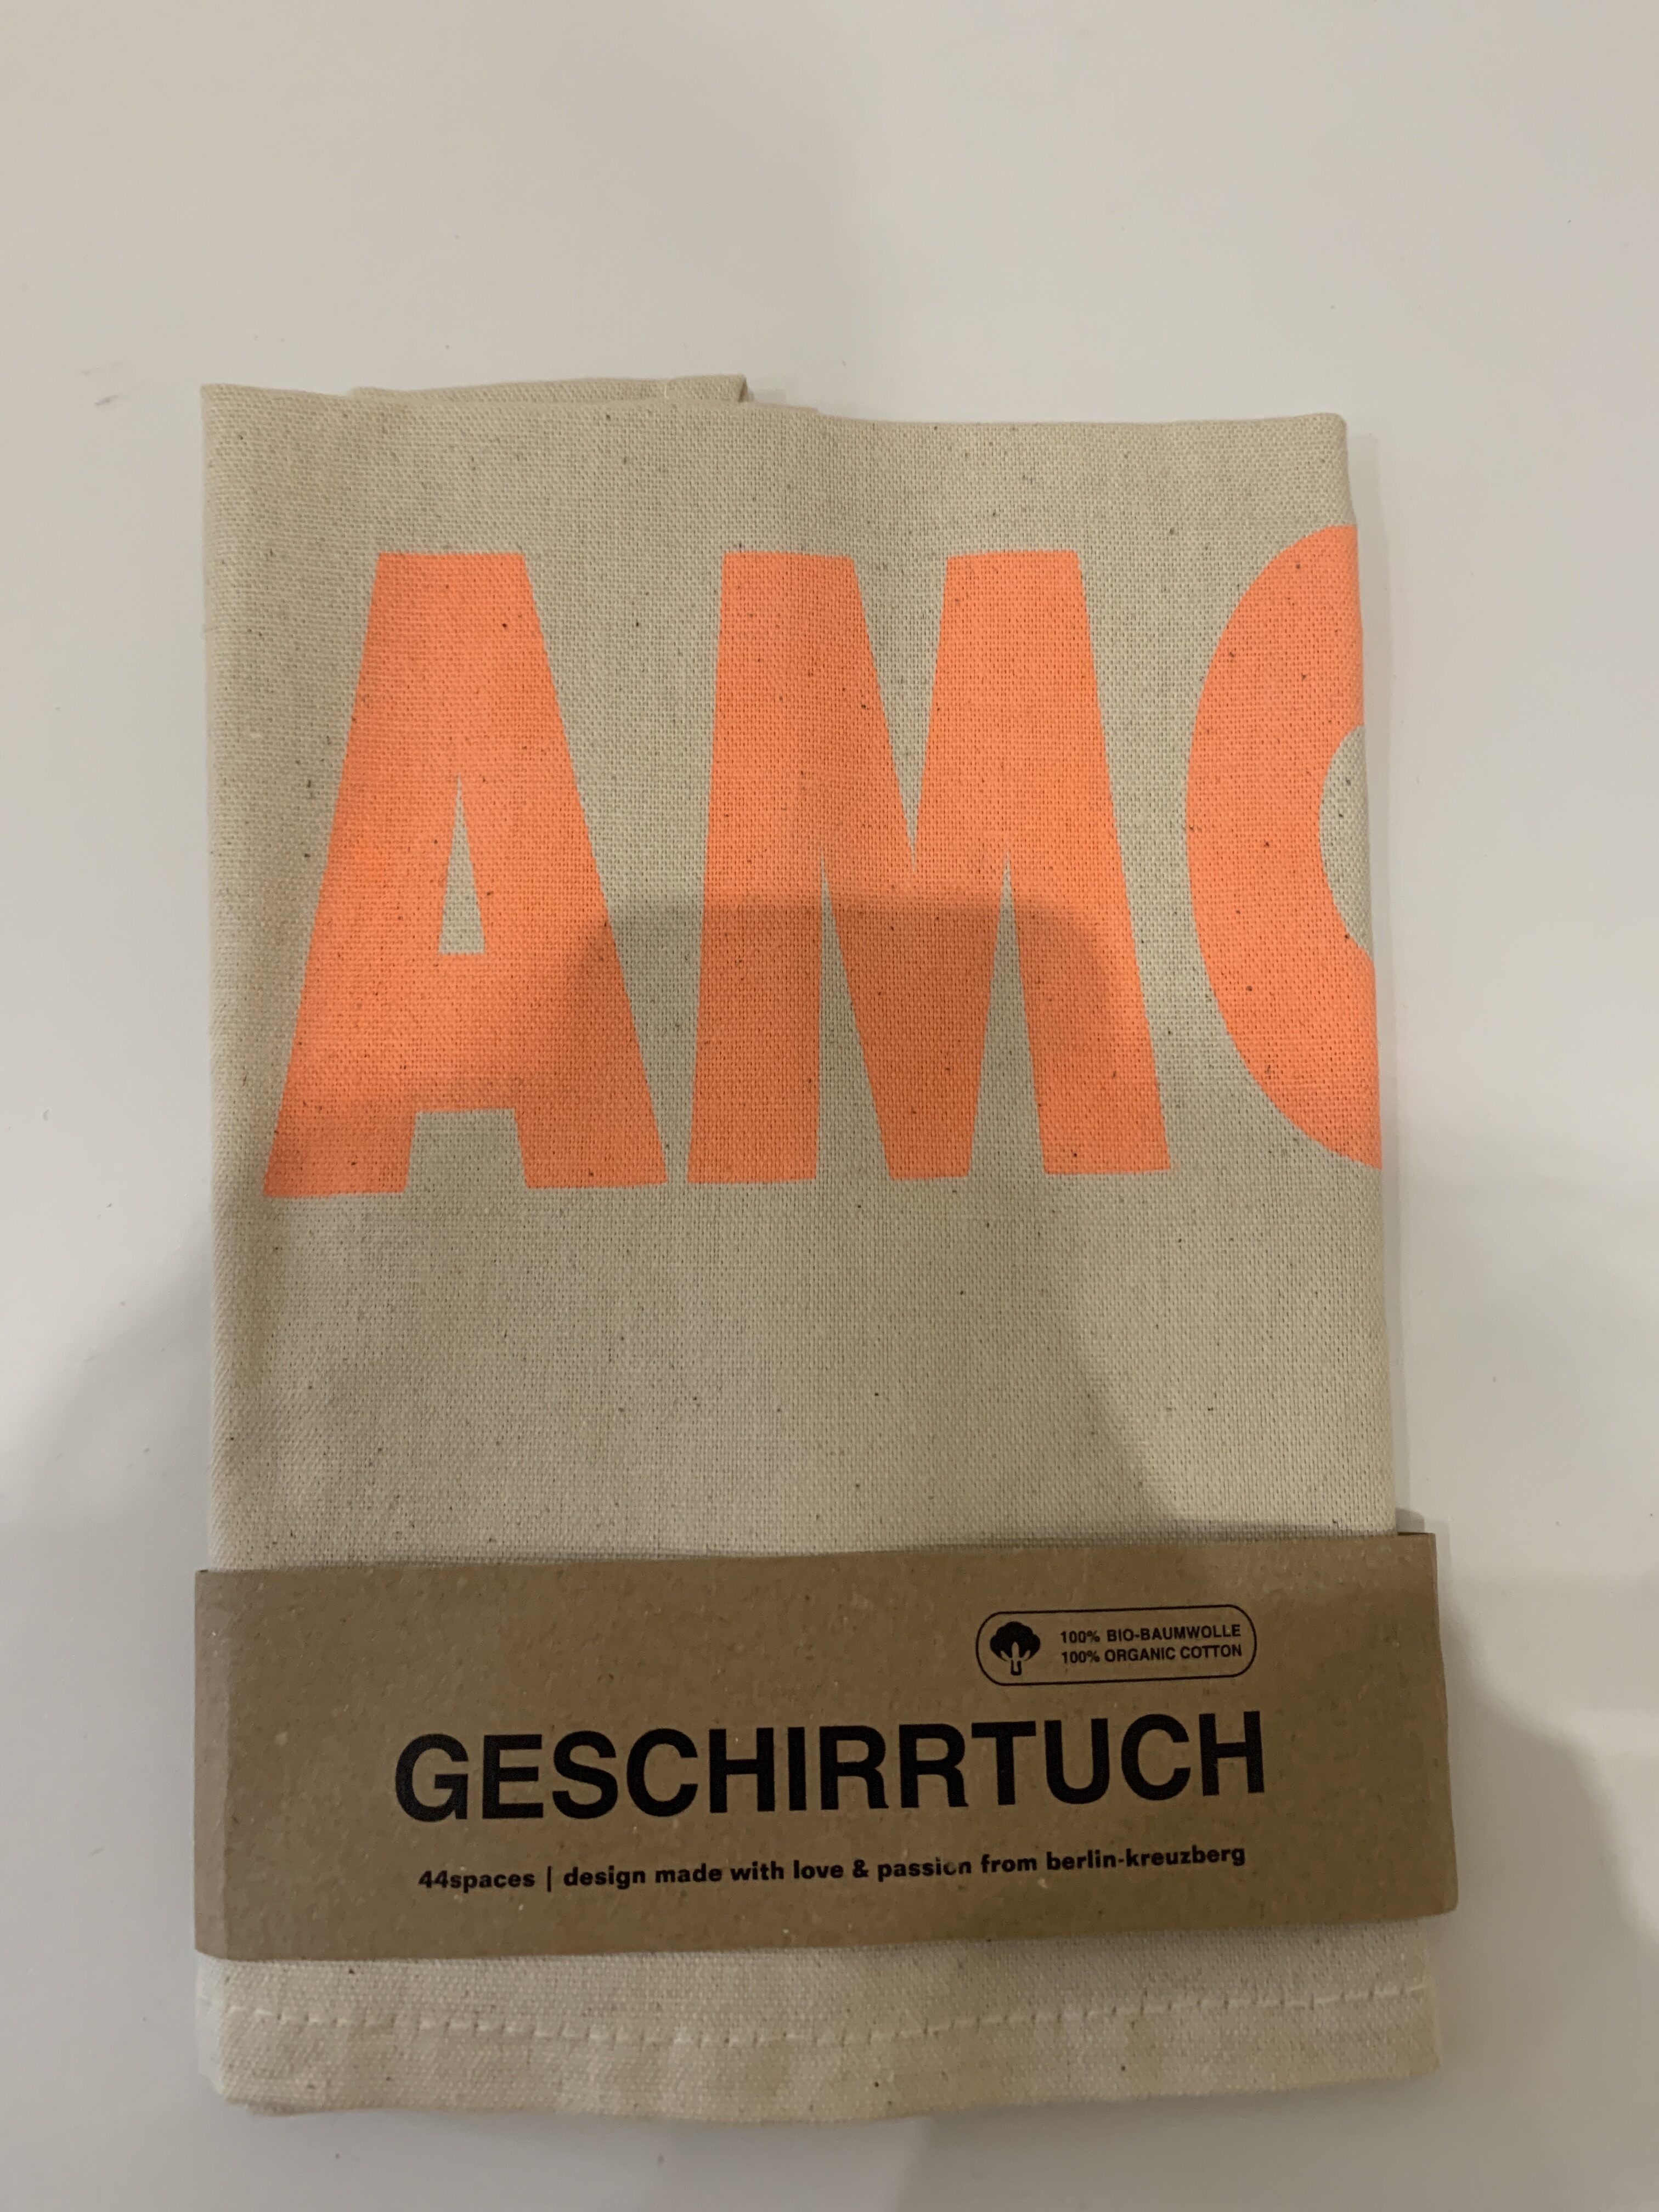 AMO
100% BIO-BAUMWOLLE
100% ORGANIC COTTON
GESCHIRRTUCH
44spaces | design made with love & passion from berlin-kreuzberg